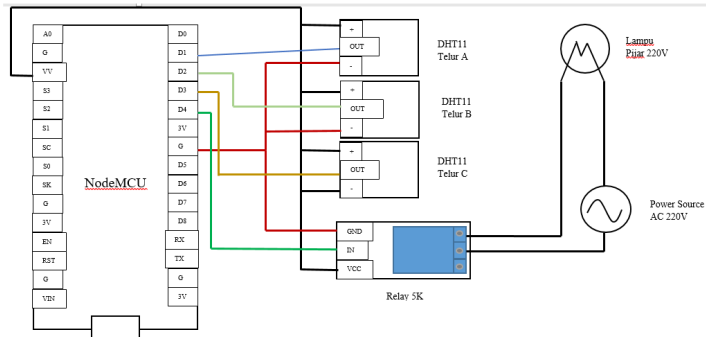 A0
G
VV
S3
S2
S1
SC
S0
SK
G
3V
EN
RST
G
VIN
NodeMCU
D0
D1
D2
D3
D4
3V
G
D5
D6
D7
D8
RX
TX
G
3V
+
OUT
-
DHT11
Telur A
+
OUT
-
DHT11
Telur B
+
OUT
-
DHT11
Telur C
GND
IN
VCC
Relay 5K
Lampu
Pijar 220V
Power Source
AC 220V